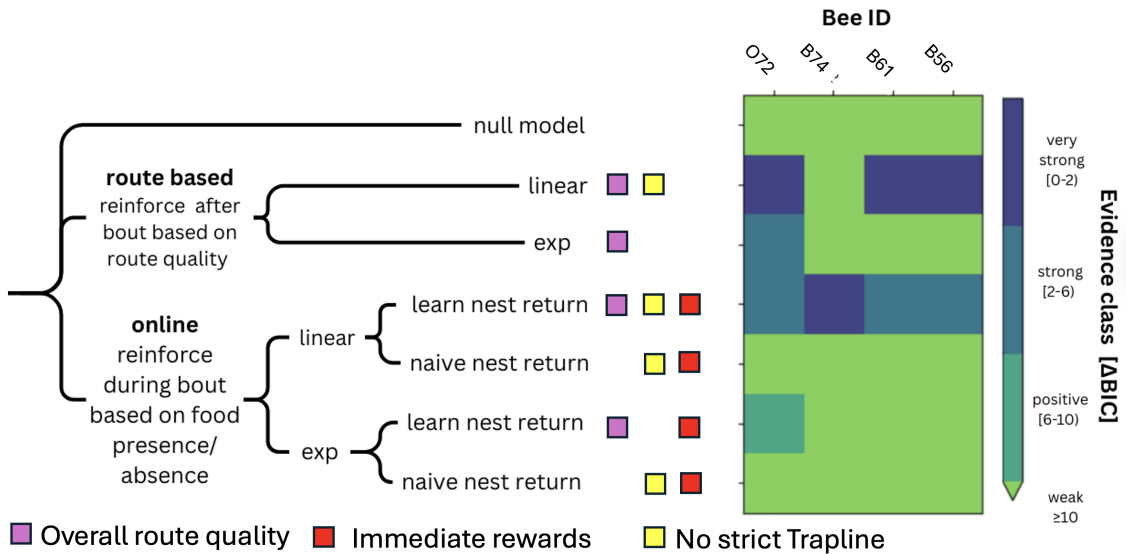 Bee ID
O72
B74
B61
B56
null model
route based
reinforce after
bout based on
route quality
linear
exp
online
reinforce
during bout
based on food
presence/
absence
linear
learn nest return
naive nest return
exp
learn nest return
naive nest return
very
strong
[0-2)
strong
[2-6)
positive
[6-10)
weak
≥10
Evidence class [ΔBIC]
Overall route quality
Immediate rewards
No strict Trapline